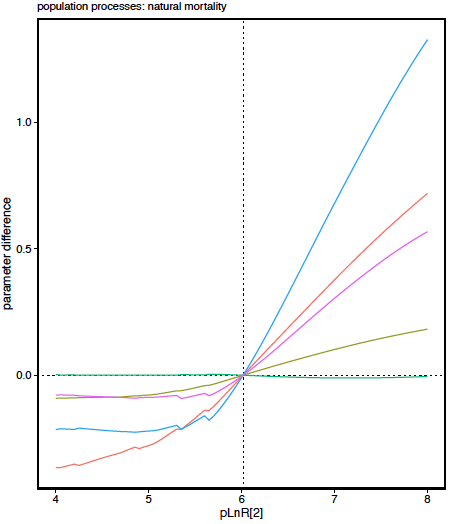 population processes: natural mortality
parameter difference
1.0
0.5
0.0
4 5 6 7 8
pLnR[2]